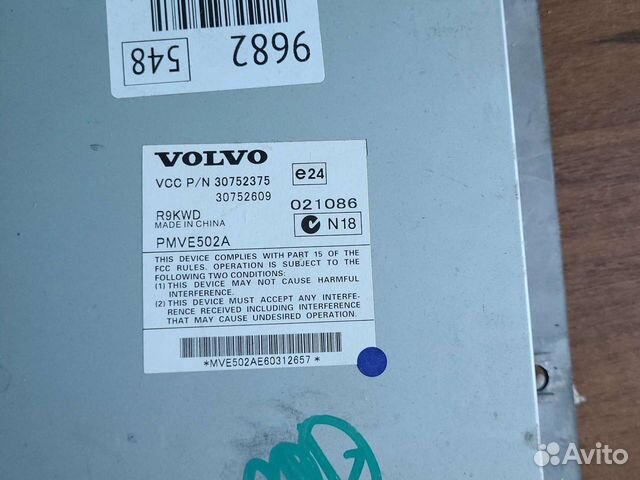 9682
548
VOLVO
VCC P/N 30752375
30752609
e24
021086
R9KWD
MADE IN CHINA
N18
PMVE502A
THIS DEVICE COMPLIES WITH PART 15 OF THE
FCC RULES. OPERATION IS SUBJECT TO THE
FOLLOWING TWO CONDITIONS:
(1) THIS DEVICE MAY NOT CAUSE HARMFUL
INTERFERENCE.
(2) THIS DEVICE MUST ACCEPT ANY INTERFE-
RENCE RECEIVED INCLUDING INTERFERENCE
THAT MAY CAUSE UNDESIRED OPERATION.
*MVE502AE60312657*
Avito